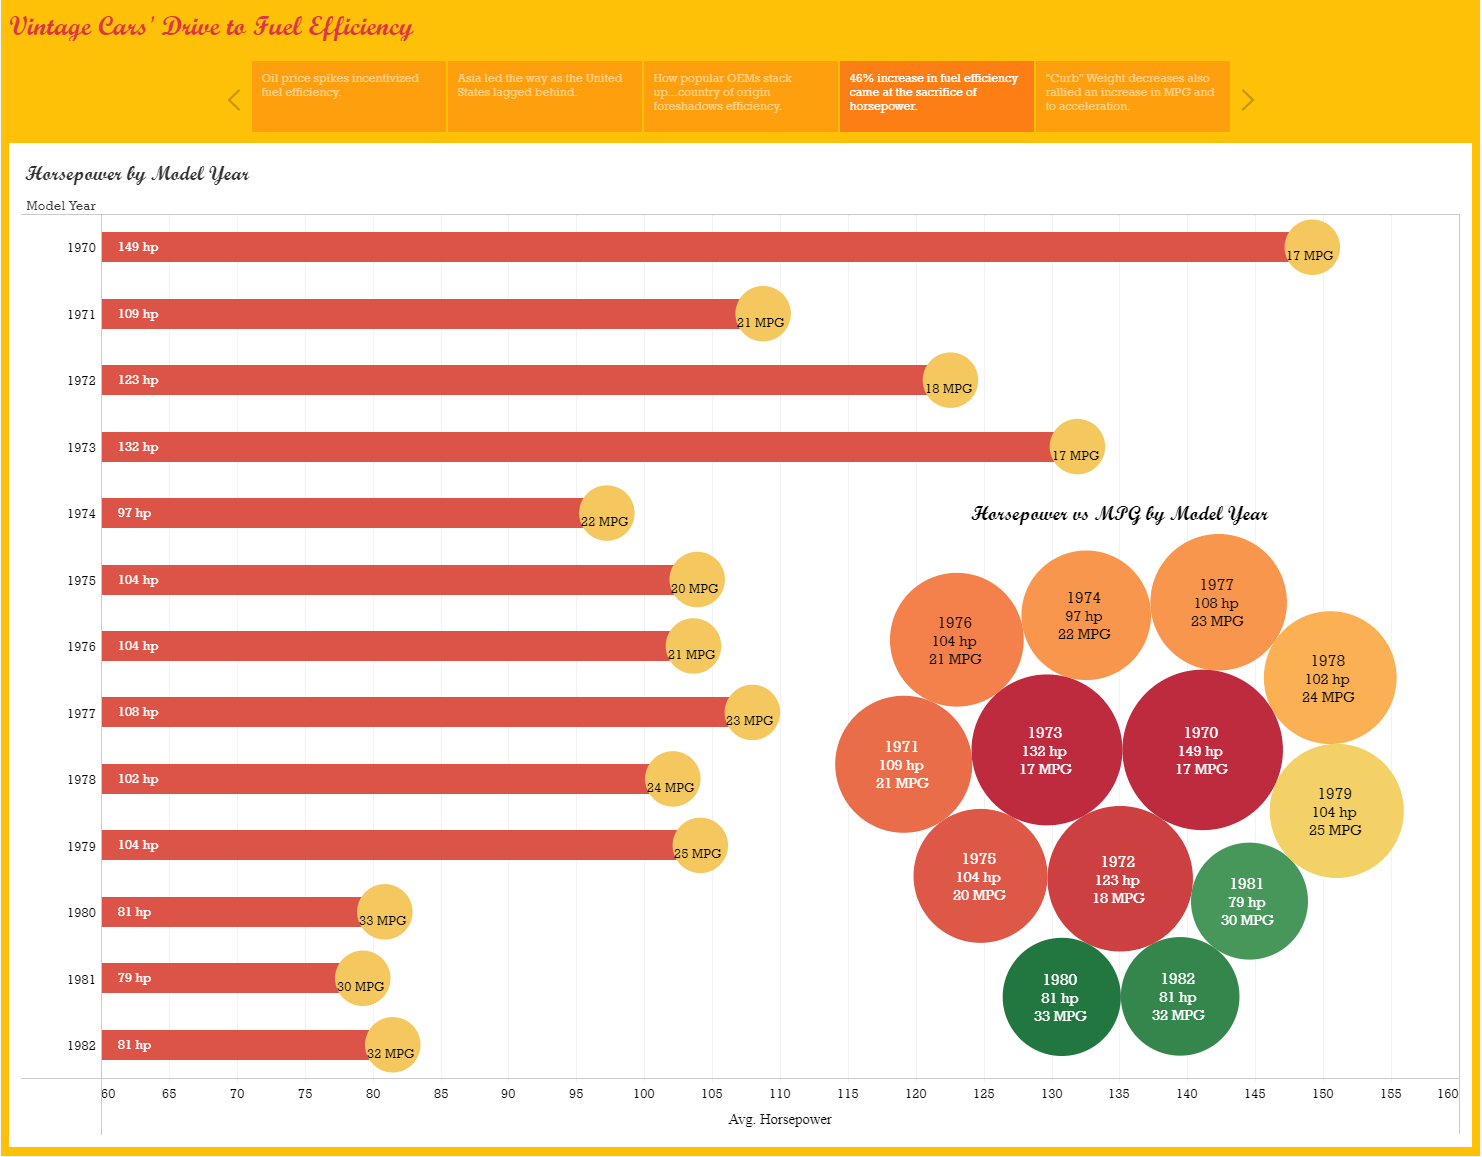 Vintage Cars' Drive to Fuel Efficiency
Oil price spikes incentivized
fuel efficiency.
Asia led the way as the United
States lagged behind.
How popular OEMs stack
up...country of origin
foreshadows efficiency.
46% increase in fuel efficiency
came at the sacrifice of
horsepower.
"Curb" Weight decreases also
rallied an increase in MPG and
to acceleration.
Horsepower by Model Year
Model Year
1970 149 hp 17 MPG
1971 109 hp 21 MPG
1972 123 hp 18 MPG
1973 132 hp 17 MPG
1974 97 hp 22 MPG
1975 104 hp 20 MPG
1976 104 hp 21 MPG
1977 108 hp 23 MPG
1978 102 hp 24 MPG
1979 104 hp 25 MPG
1980 81 hp 33 MPG
1981 79 hp 30 MPG
1982 81 hp 32 MPG
60 65 70 75 80 85 90 95 100 105 110 115 120 125 130 135 140 145 150 155 160
Avg. Horsepower
Horsepower vs MPG by Model Year
1976
104 hp
21 MPG
1974
97 hp
22 MPG
1977
108 hp
23 MPG
1978
102 hp
24 MPG
1971
109 hp
21 MPG
1973
132 hp
17 MPG
1970
149 hp
17 MPG
1979
104 hp
25 MPG
1975
104 hp
20 MPG
1972
123 hp
18 MPG
1981
79 hp
30 MPG
1980
81 hp
33 MPG
1982
81 hp
32 MPG